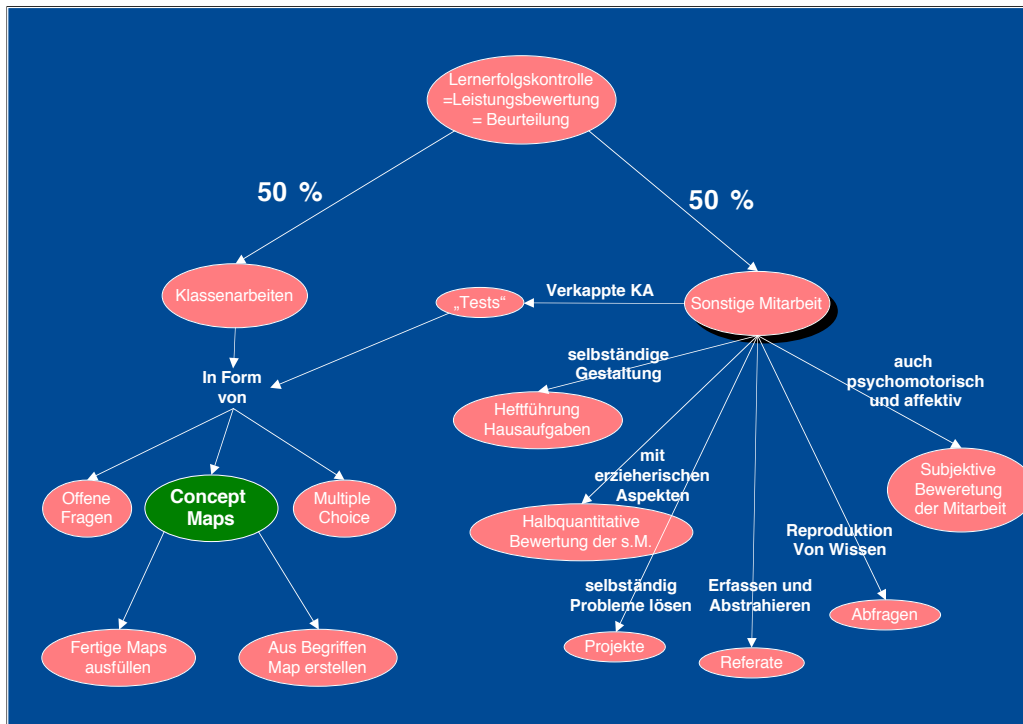 Lernerfolgskontrolle
=Leistungsbewertung
= Beurteilung
50 %
50 %
Klassenarbeiten
„Tests“
Verkappte KA
Sonstige Mitarbeit
In Form
von
selbständige
Gestaltung
auch
psychomotorisch
und affektiv
Heftführung
Hausaufgaben
mit
erzieherischen
Aspekten
Offene
Fragen
Concept
Maps
Multiple
Choice
Halbquantitative
Bewertung der s.M.
Subjektive
Beweretung
der Mitarbeit
Reproduktion
Von Wissen
selbständig
Probleme lösen
Erfassen und
Abstrahieren
Abfragen
Fertige Maps
ausfüllen
Aus Begriffen
Map erstellen
Projekte
Referate